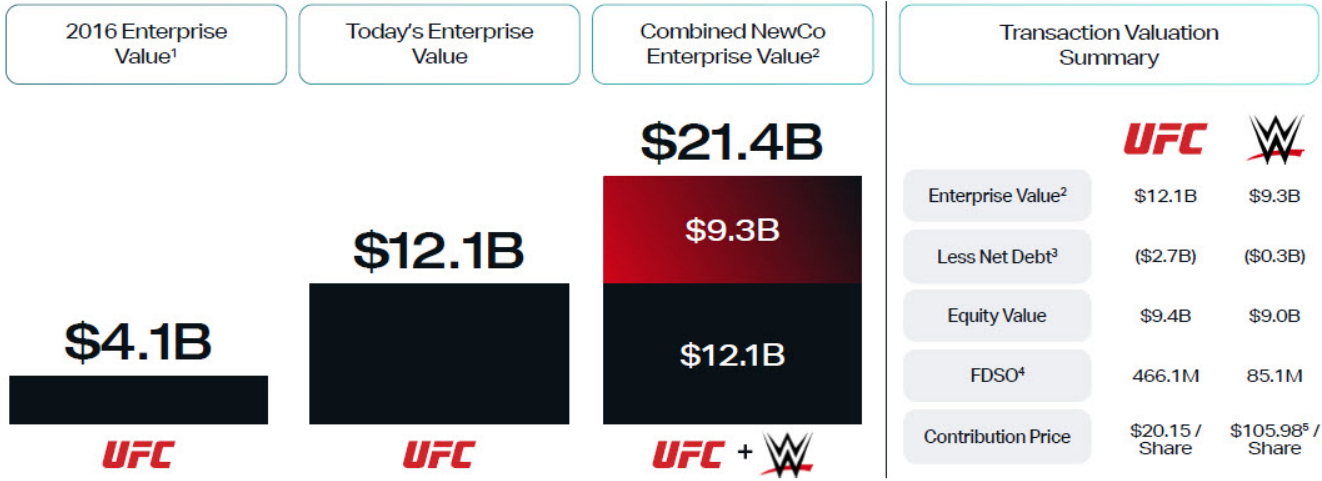 2016 Enterprise
Value¹
Today's Enterprise
Value
Combined NewCo
Enterprise Value²
$4.1B
$12.1B
$21.4B
$9.3B
$12.1B
UFC
UFC
UFC + W
Transaction Valuation
Summary
UFC W
Enterprise Value² $12.1B $9.3B
Less Net Debt³ ($2.7B) ($0.3B)
Equity Value $9.4B $9.0B
FDSO⁴ 466.1M 85.1M
Contribution Price $20.15 / Share $105.98⁵ / Share